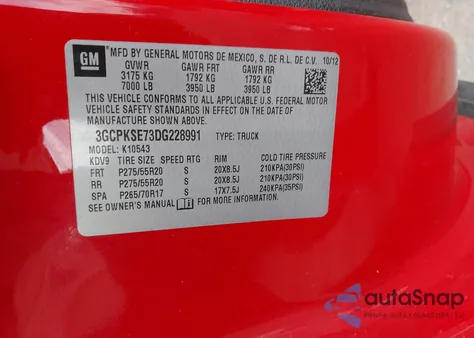 GM
MFD BY GENERAL MOTORS DE MEXICO, S. DE R.L. DE C.V. 10/12
GVWR GAWR FRT GAWR RR
3175 KG 1792 KG 1792 KG
7000 LB 3950 LB 3950 LB
THIS VEHICLE CONFORMS TO ALL APPLICABLE U.S. FEDERAL MOTOR
VEHICLE SAFETY STANDARDS IN EFFECT ON THE DATE OF
MANUFACTURE SHOWN ABOVE.
3GCPKSE73DG228991 TYPE: TRUCK
MODEL: K10543
KDV9 TIRE SIZE SPEED RTG RIM COLD TIRE PRESSURE
FRT P275/55R20 S 20X8.5J 210KPA(30PSI)
RR P275/55R20 S 20X8.5J 210KPA(30PSI)
SPA P265/70R17 S 17X7.5J 240KPA(35PSI)
SEE OWNER'S MANUAL FOR MORE INFORMATION.
autoSnap